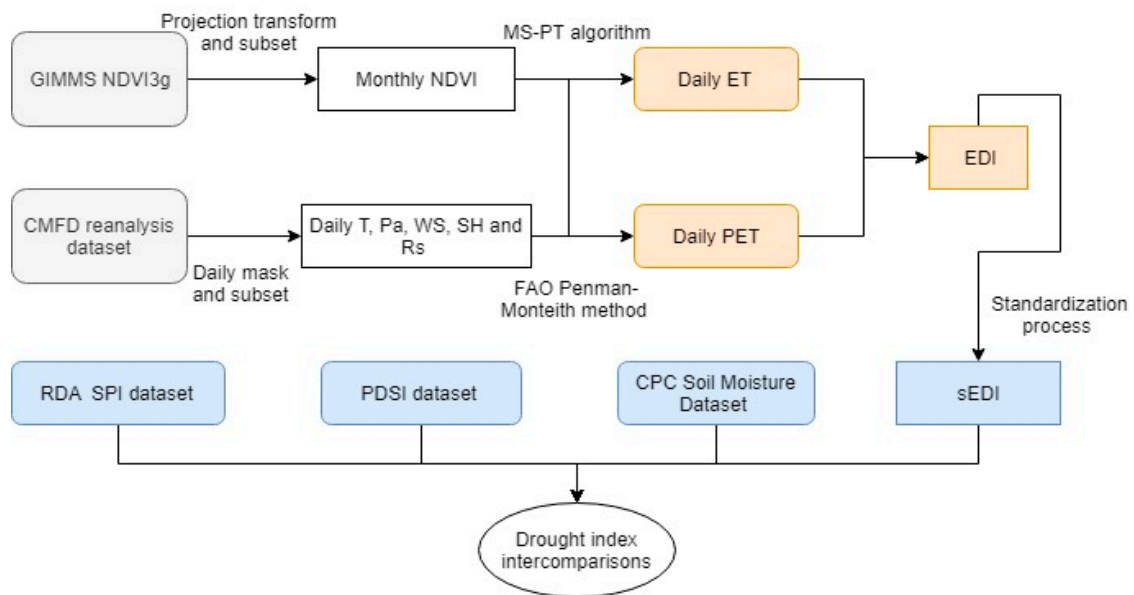 Projection transform
and subset
MS-PT algorithm
GIMMS NDVI3g
Monthly NDVI
Daily ET
EDI
CMFD reanalysis
dataset
Daily T, Pa, WS, SH and
Rs
Daily PET
Daily mask
and subset
FAO Penman-
Monteith method
Standardization
process
RDA SPI dataset
PDSI dataset
CPC Soil Moisture
Dataset
sEDI
Drought index
intercomparisons